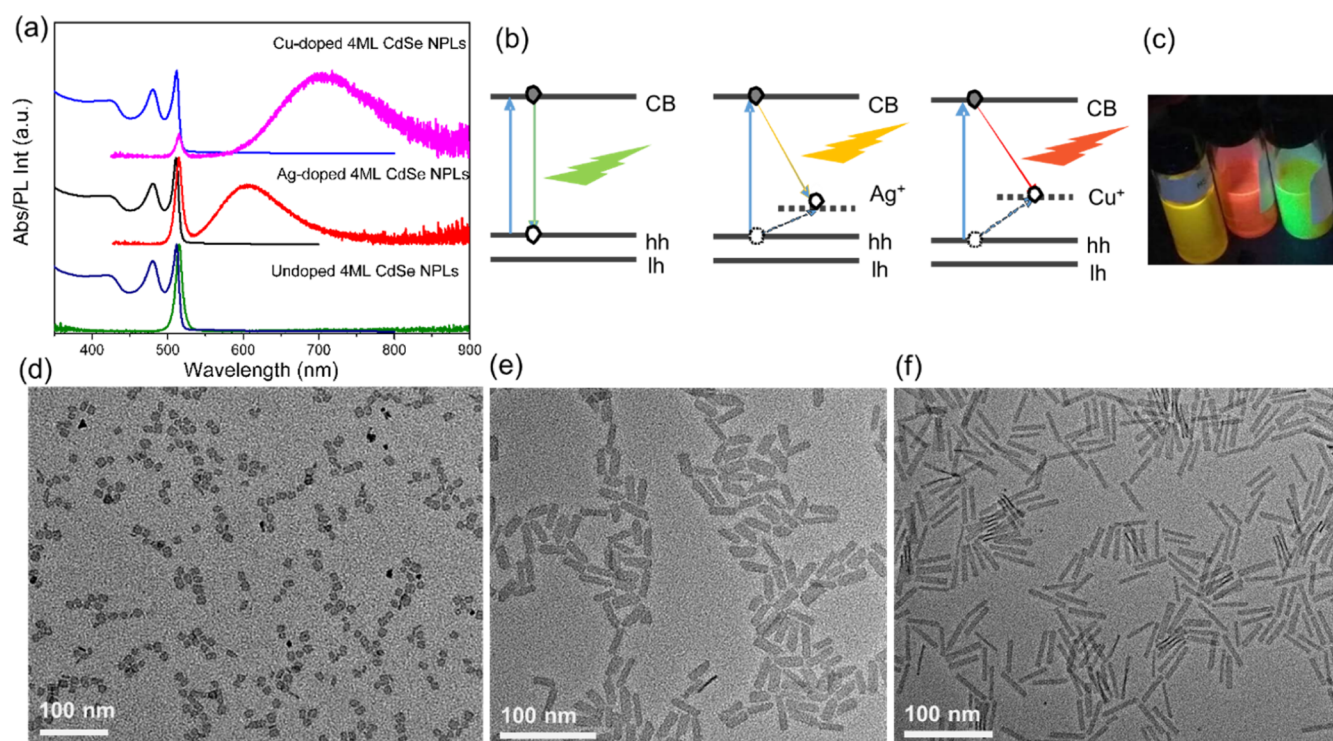 (a)
Cu-doped 4ML CdSe NPLs
Ag-doped 4ML CdSe NPLs
Undoped 4ML CdSe NPLs
Abs/PL Int (a.u.)
400 500 600 700 800 900
Wavelength (nm)
(b)
CB
hh
lh
CB
Ag⁺
hh
lh
CB
Cu⁺
hh
lh
(c)
(d)
100 nm
(e)
100 nm
(f)
100 nm